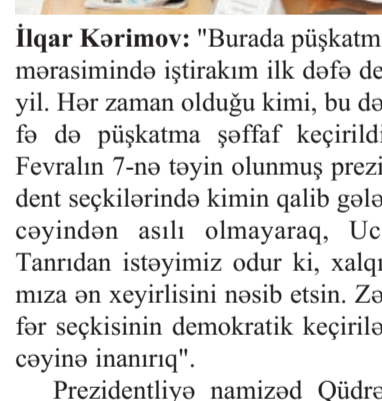 İlqar Kərimov: "Burada püşkatm
mərasimində iştirakım ilk dəfə de
yil. Hər zaman olduğu kimi, bu də
fə də püşkatma şəffaf keçirildi
Fevralın 7-nə təyin olunmuş prezi
dent seçkilərində kimin qalib gələ
cəyindən asılı olmayaraq, Uc
Tanrıdan istəyimiz odur ki, xalqı
mıza ən xeyirlisini nəsib etsin. Zə
fər seçkisinin demokratik keçirilə
cəyinə inanırıq".
Prezidentliyə namizəd Qüdrə